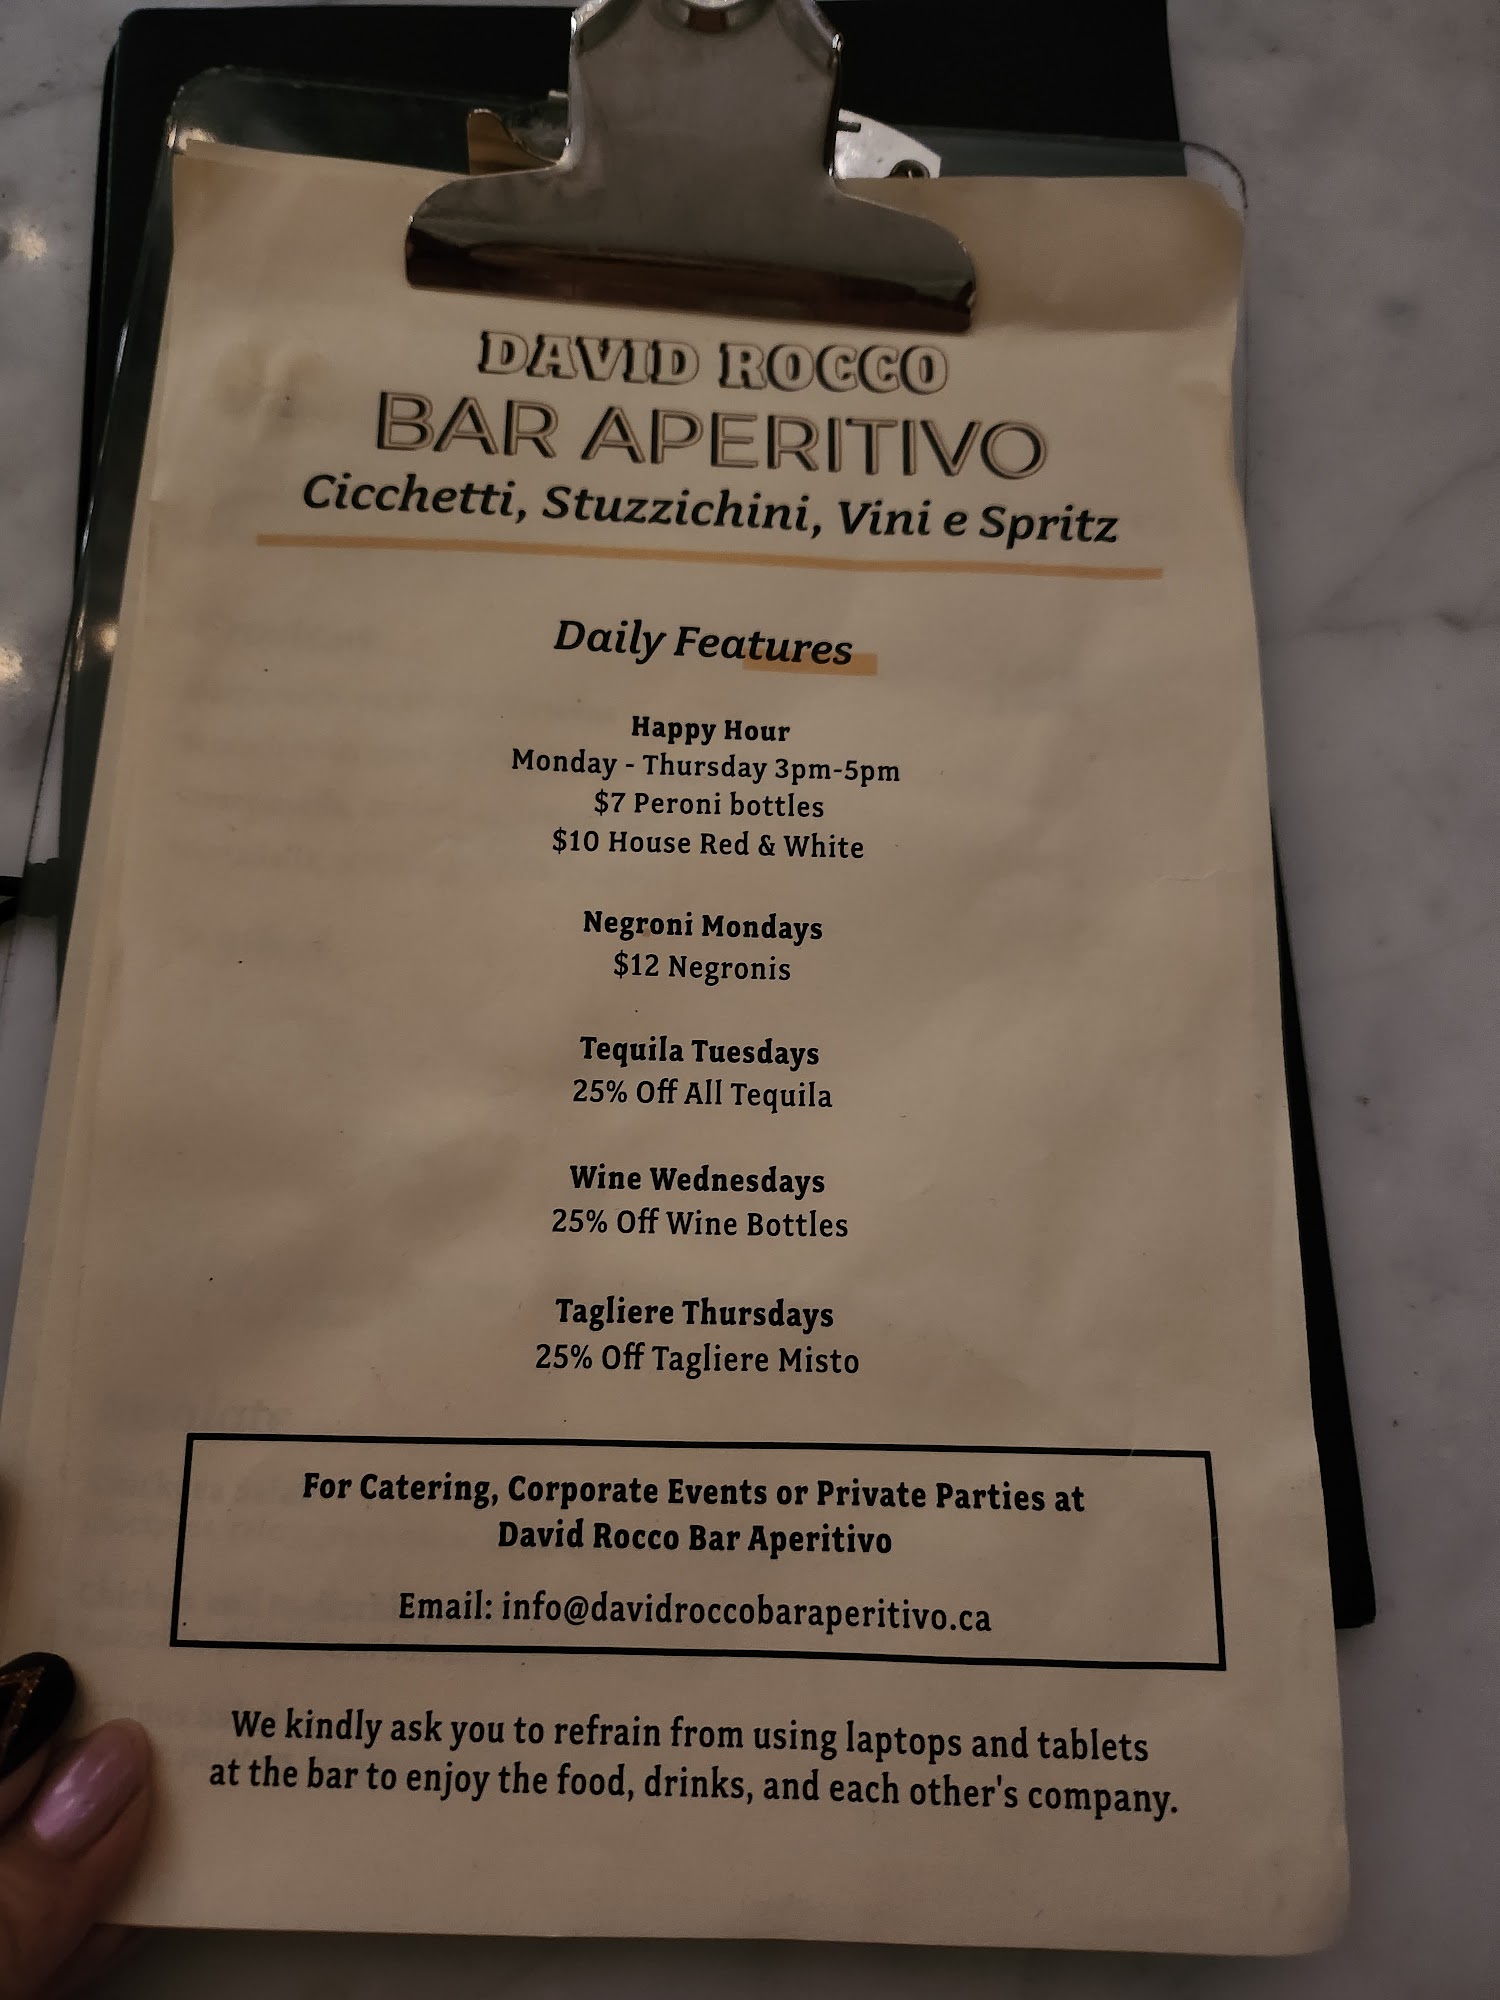 DAVID ROCCO
BAR APERITIVO
Cicchetti, Stuzzichini, Vini e Spritz
Daily Features
Happy Hour
Monday - Thursday 3pm-5pm
$7 Peroni bottles
$10 House Red & White
Negroni Mondays
$12 Negronis
Tequila Tuesdays
25% Off All Tequila
Wine Wednesdays
25% Off Wine Bottles
Tagliere Thursdays
25% Off Tagliere Misto
For Catering, Corporate Events or Private Parties at
David Rocco Bar Aperitivo
Email: info@davidroccobaraperitivo.ca
We kindly ask you to refrain from using laptops and tablets
at the bar to enjoy the food, drinks, and each other's company.